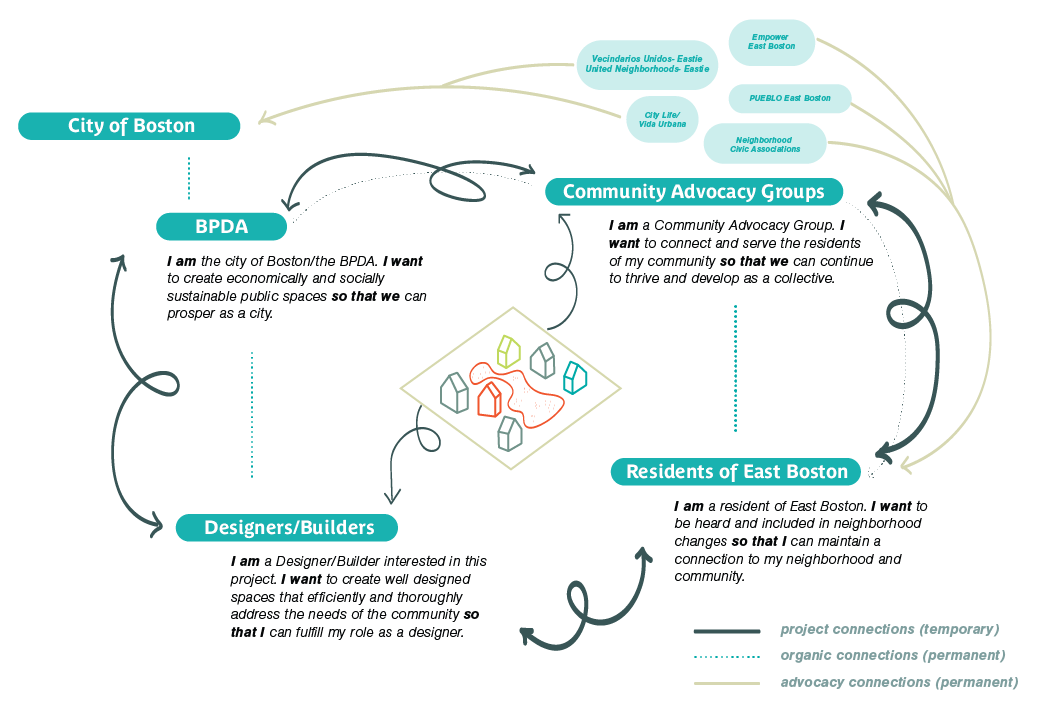 Empower
East Boston
Vecindarios Unidos- Eastie
United Neighborhoods- Eastie
PUEBLO East Boston
City Life/
Vida Urbana
Neighborhood
Civic Associations
City of Boston
Community Advocacy Groups
I am a Community Advocacy Group. I
want to connect and serve the residents
of my community so that we can continue
to thrive and develop as a collective.
BPDA
I am the city of Boston/the BPDA. I want
to create economically and socially
sustainable public spaces so that we can
prosper as a city.
Residents of East Boston
I am a resident of East Boston. I want to
be heard and included in neighborhood
changes so that I can maintain a
connection to my neighborhood and
community.
Designers/Builders
I am a Designer/Builder interested in this
project. I want to create well designed
spaces that efficiently and thoroughly
address the needs of the community so
that I can fulfill my role as a designer.
project connections (temporary)
organic connections (permanent)
advocacy connections (permanent)